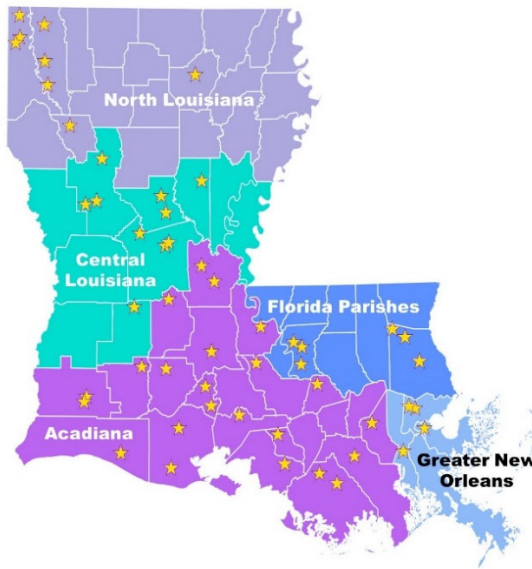 North Louisiana
Central
Louisiana
Florida Parishes
Acadiana
Greater New
Orleans